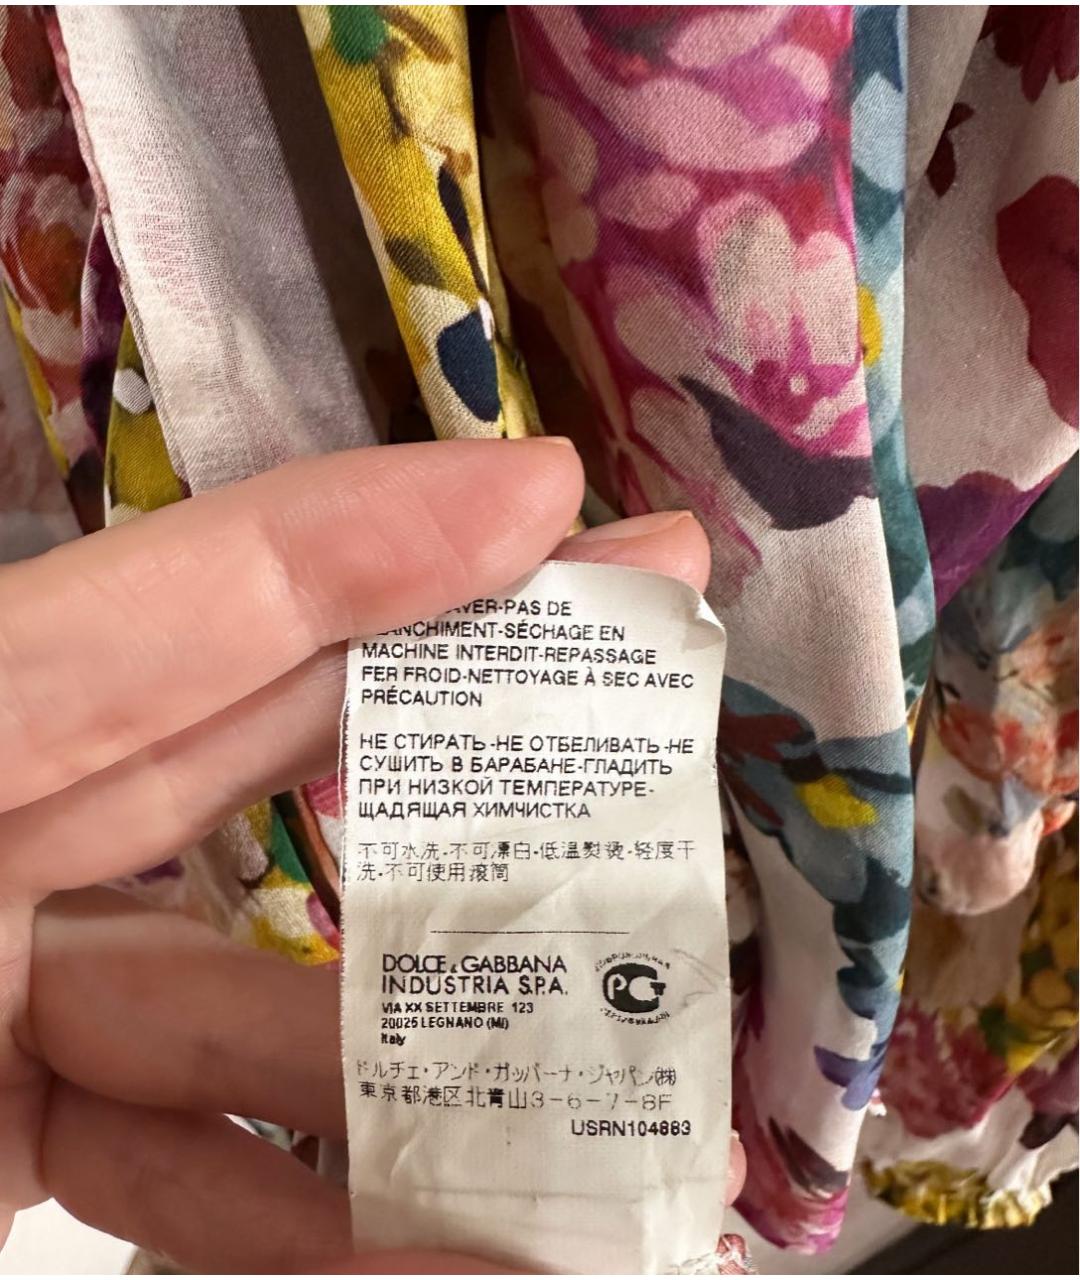 PAS DE
BLANCHIMENT-SÉCHAGE EN
MACHINE INTERDIT-REPASSAGE
FER FROID-NETTOYAGE À SEC AVEC
PRÉCAUTION
НЕ СТИРАТЬ-НЕ ОТБЕЛИВАТЬ-НЕ
СУШИТЬ В БАРАБАНЕ-ГЛАДИТЬ
ПРИ НИЗКОЙ ТЕМПЕРАТУРЕ-
ЩАДЯЩАЯ ХИМЧИСТКА
不可水洗-不可漂白-低温熨烫-轻度干
洗-不可使用滚筒
DOLCE & GABBANA
INDUSTRIA S.P.A.
VIA XX SETTEMBRE 123
20025 LEGNANO (MI)
Italy
ドルチェ・アンド・ガッバーナ・ジャパン(株)
東京都港区北青山3-6-7-8F
USRN104883